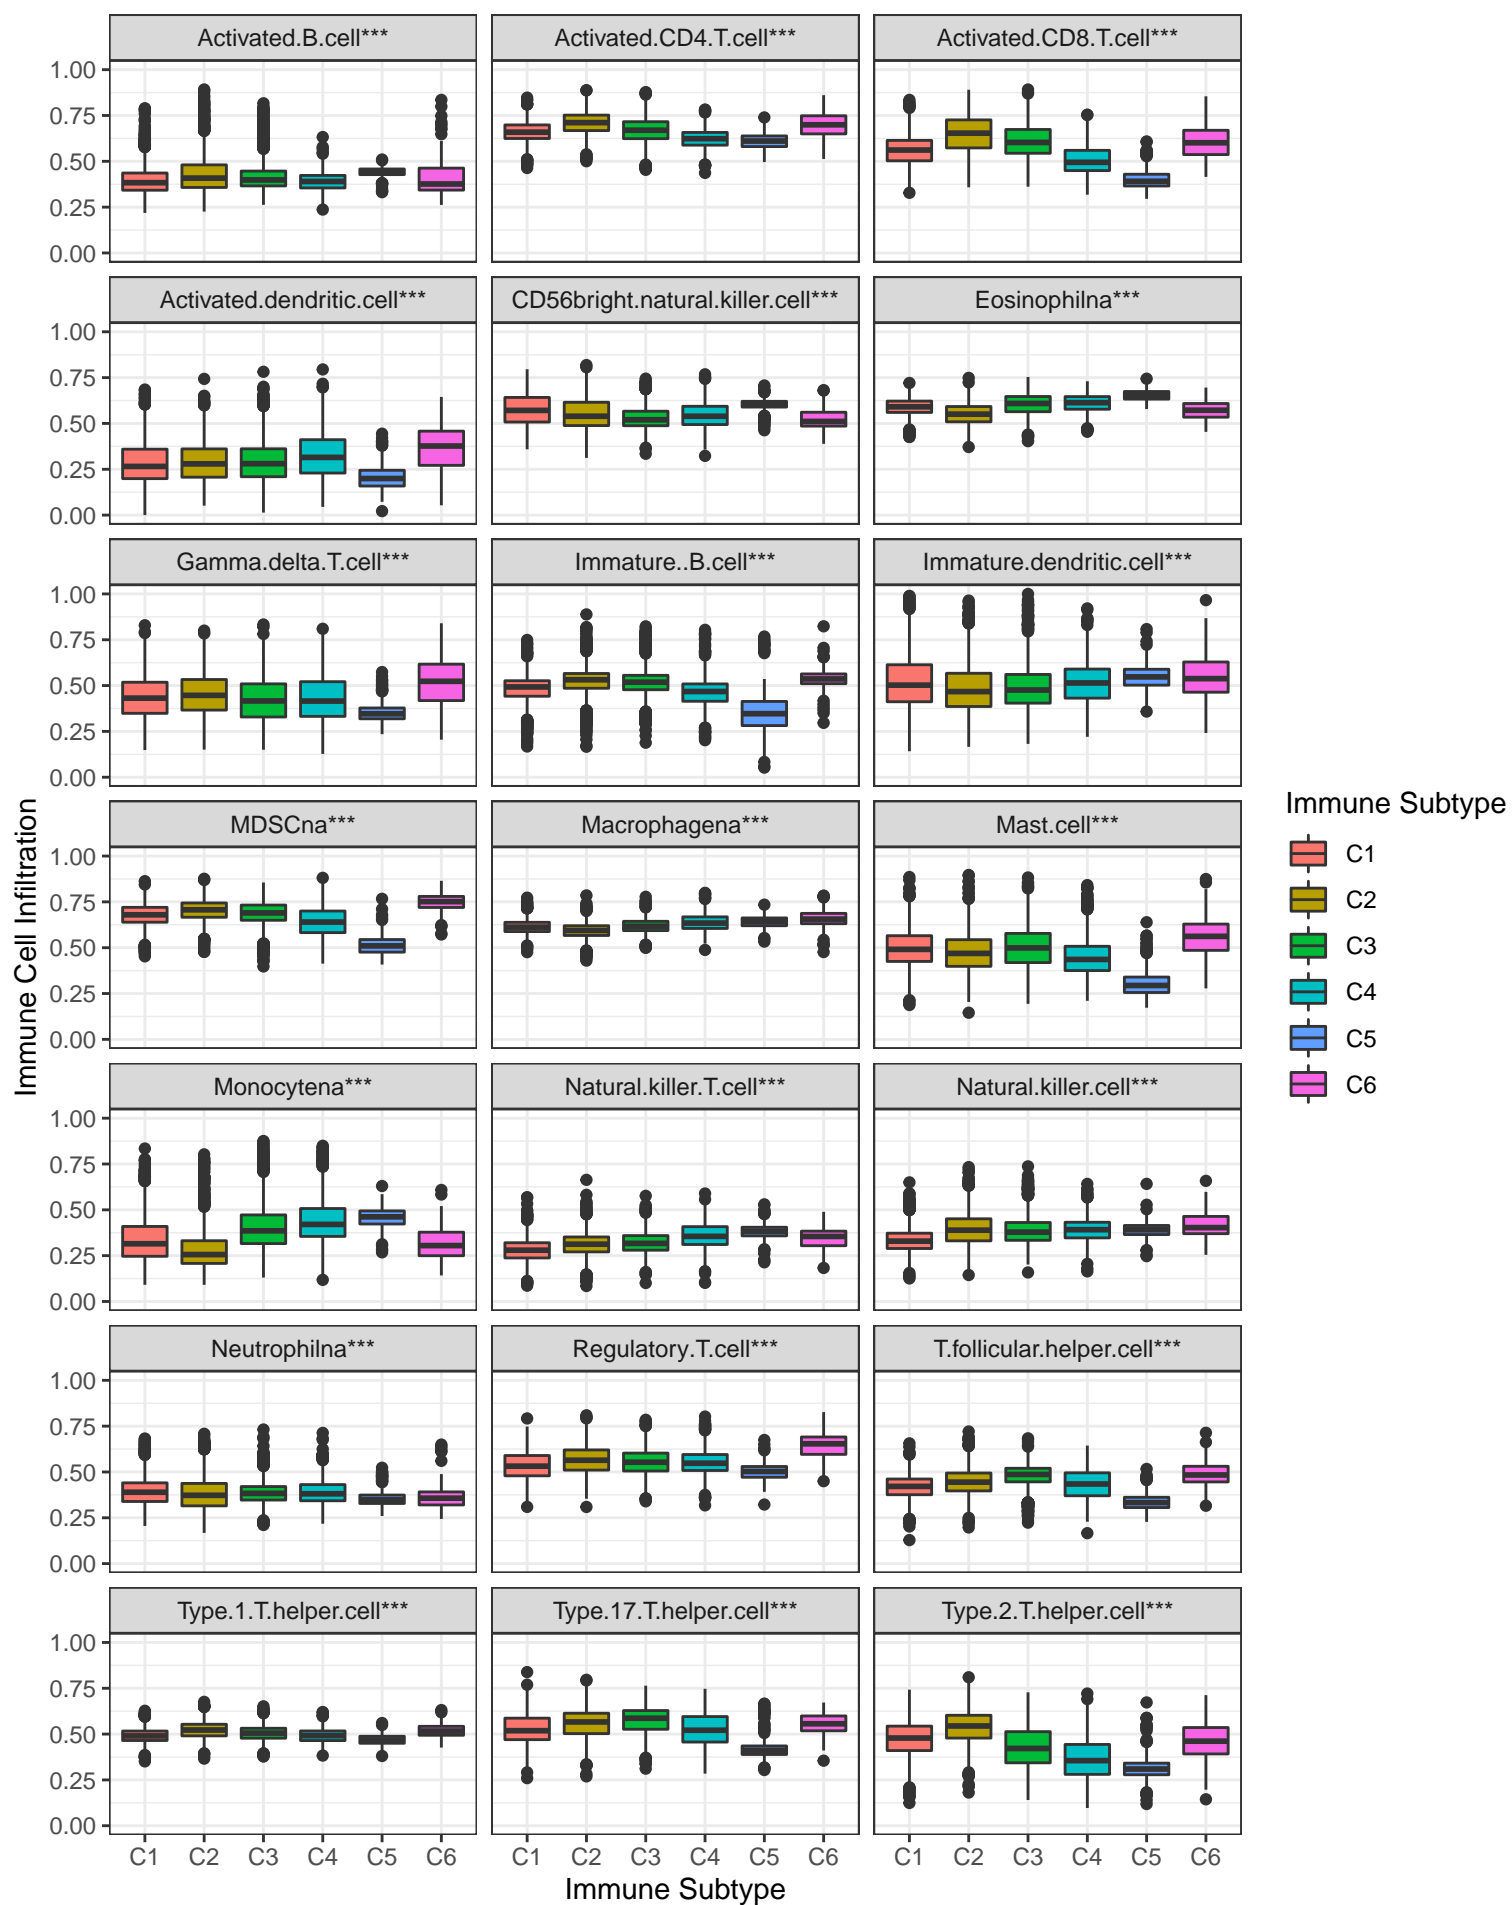 Activated.B.cell***
Activated.CD4.T.cell***
Activated.CD8.T.cell***
1.00
0.75
0.50
0.25
0.00
Activated.dendritic.cell***
CD56bright.natural.killer.cell***
Eosinophilna***
1.00
0.75
0.50
0.25
0.00
Gamma.delta.T.cell***
Immature..B.cell***
Immature.dendritic.cell***
1.00
0.75
0.50
0.25
0.00
Immune Cell Infiltration
MDSCna***
Macrophagena***
Mast.cell***
1.00
0.75
0.50
0.25
0.00
Monocytena***
Natural.killer.T.cell***
Natural.killer.cell***
1.00
0.75
0.50
0.25
0.00
Neutrophilna***
Regulatory.T.cell***
T.follicular.helper.cell***
1.00
0.75
0.50
0.25
0.00
Type.1.T.helper.cell***
Type.17.T.helper.cell***
Type.2.T.helper.cell***
1.00
0.75
0.50
0.25
0.00
C1 C2 C3 C4 C5 C6
C1 C2 C3 C4 C5 C6
C1 C2 C3 C4 C5 C6
Immune Subtype
Immune Subtype
C1
C2
C3
C4
C5
C6